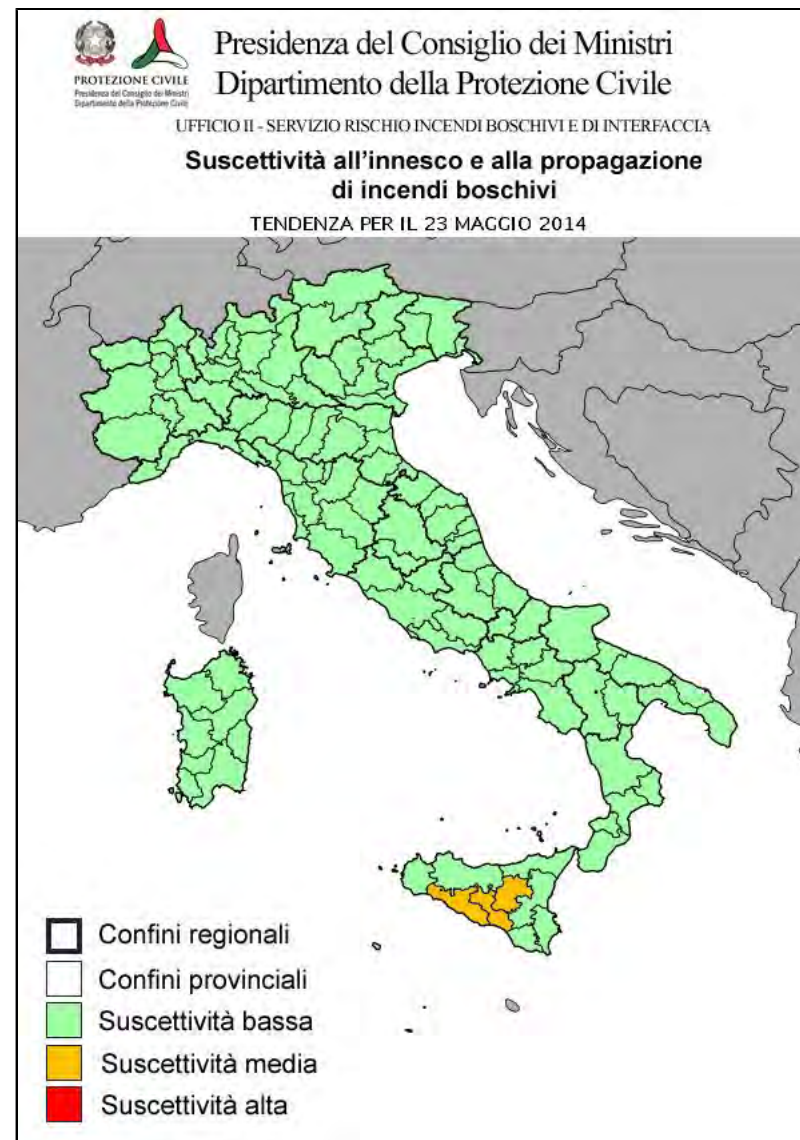 PROTEZIONE CIVILE
Presidenza del Consiglio dei Ministri
Dipartimento della Protezione Civile
Presidenza del Consiglio dei Ministri
Dipartimento della Protezione Civile
UFFICIO II - SERVIZIO RISCHIO INCENDI BOSCHIVI E DI INTERFACCIA
Suscettività all'innesco e alla propagazione
di incendi boschivi
TENDENZA PER IL 23 MAGGIO 2014
Confini regionali
Confini provinciali
Suscettività bassa
Suscettività media
Suscettività alta